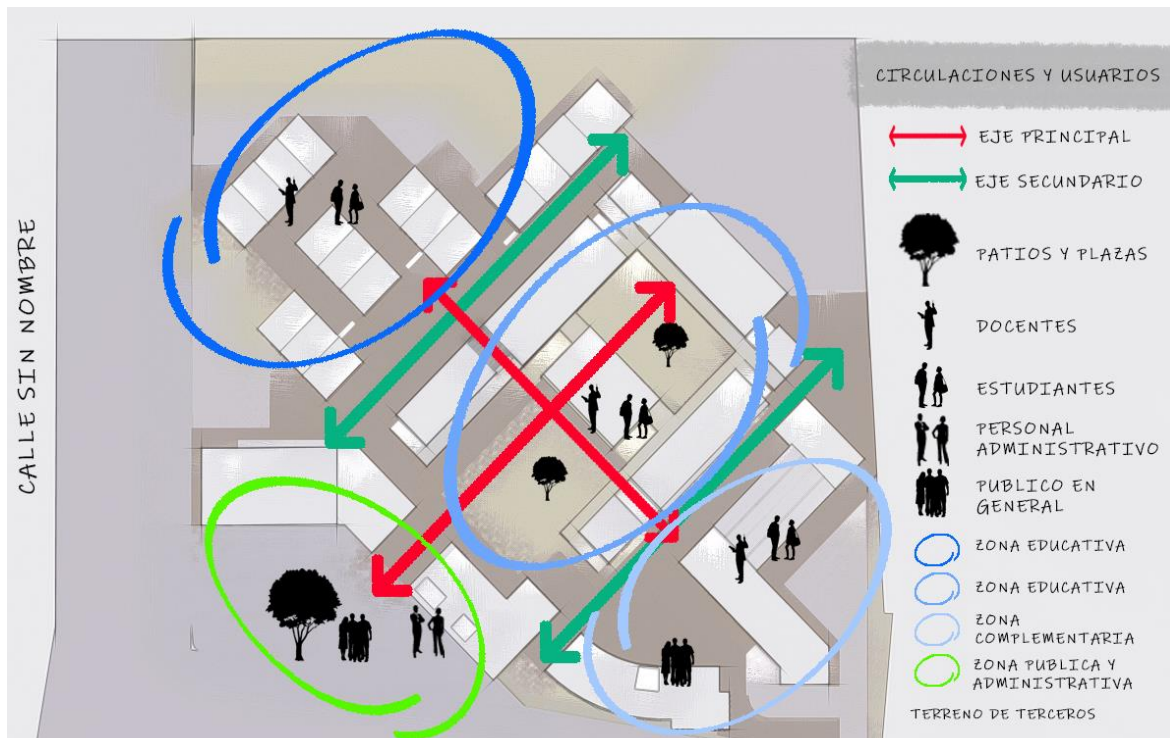 CIRCULACIONES Y USUARIOS
EJE PRINCIPAL
EJE SECUNDARIO
PATIOS Y PLAZAS
DOCENTES
ESTUDIANTES
PERSONAL
ADMINISTRATIVO
PUBLICO EN
GENERAL
ZONA EDUCATIVA
ZONA EDUCATIVA
ZONA
COMPLEMENTARIA
ZONA PUBLICA Y
ADMINISTRATIVA
TERRENO DE TERCEROS
CALLE SIN NOMBRE